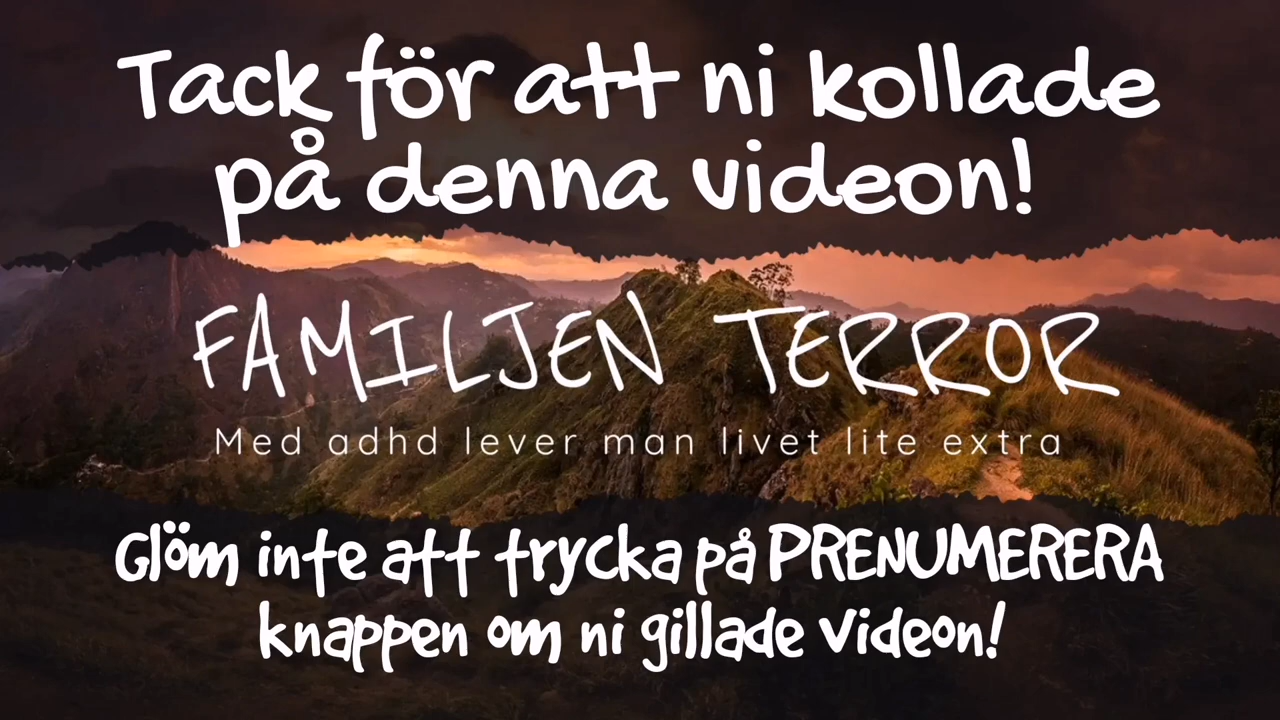 Tack för att ni kollade
på denna videon!
FAMILJEN TERROR
Med adhd lever man livet lite extra
Glöm inte att trycka på PRENUMERERA
knappen om ni gillade videon!